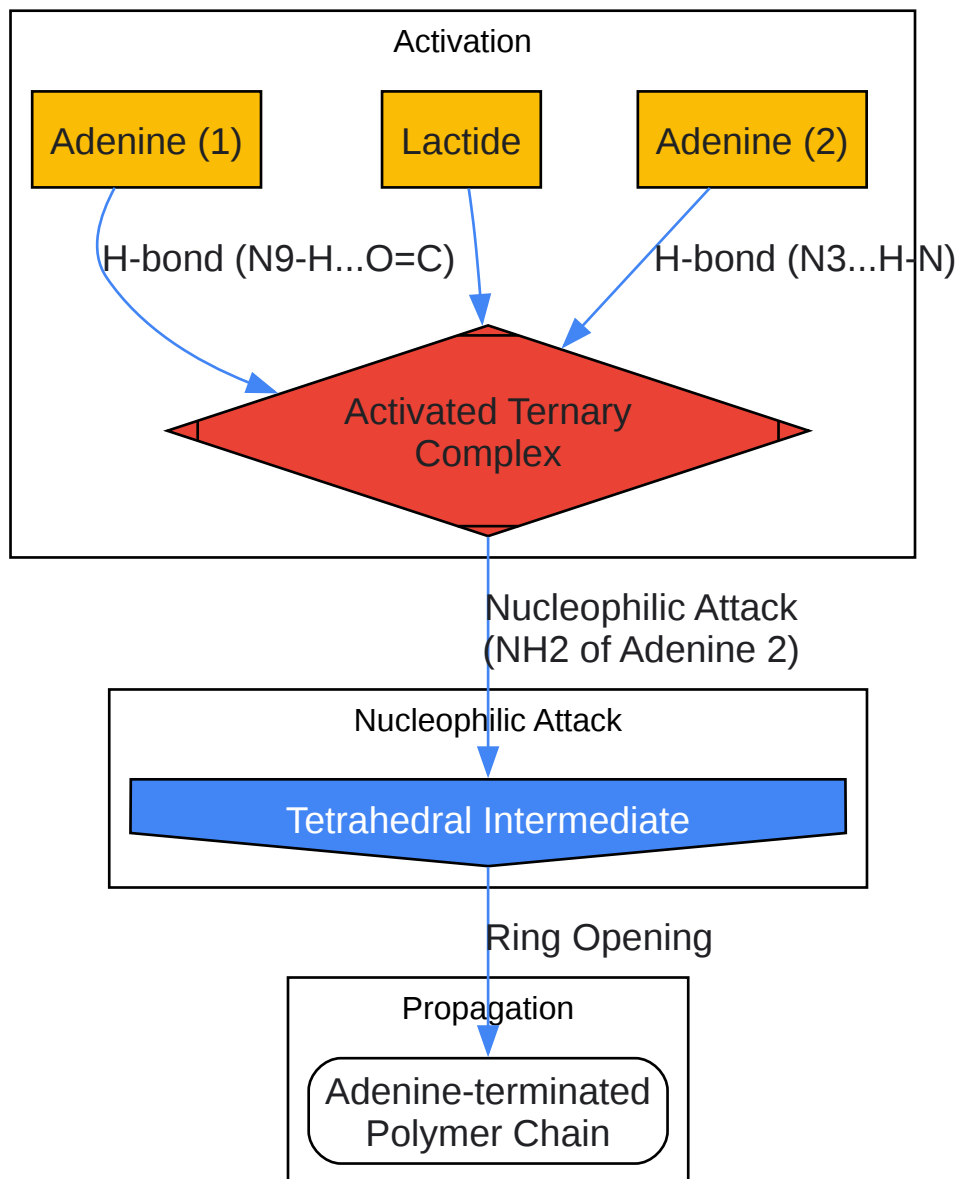 Activation
Adenine (1)
Lactide
Adenine (2)
H-bond (N9-H...O=C)
H-bond (N3...H-N)
Activated Ternary
Complex
Nucleophilic Attack
(NH2 of Adenine 2)
Nucleophilic Attack
Tetrahedral Intermediate
Ring Opening
Propagation
Adenine-terminated
Polymer Chain